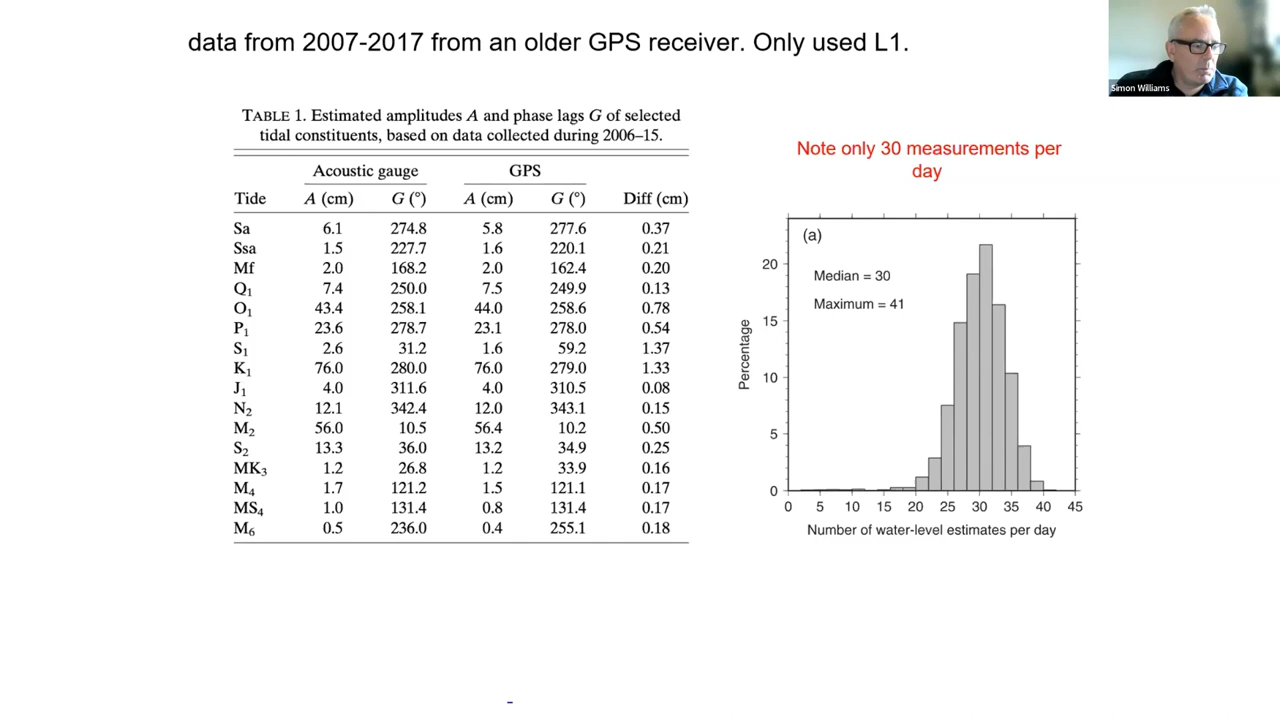 data from 2007-2017 from an older GPS receiver. Only used L1.
Simon Williams
TABLE 1. Estimated amplitudes A and phase lags G of selected
tidal constituents, based on data collected during 2006–15.
Acoustic gauge GPS
Tide A (cm) G (°) A (cm) G (°) Diff (cm)
Sa 6.1 274.8 5.8 277.6 0.37
Ssa 1.5 227.7 1.6 220.1 0.21
Mf 2.0 168.2 2.0 162.4 0.20
Q1 7.4 250.0 7.5 249.9 0.13
O1 43.4 258.1 44.0 258.6 0.78
P1 23.6 278.7 23.1 278.0 0.54
S1 2.6 31.2 1.6 59.2 1.37
K1 76.0 280.0 76.0 279.0 1.33
J1 4.0 311.6 4.0 310.5 0.08
N2 12.1 342.4 12.0 343.1 0.15
M2 56.0 10.5 56.4 10.2 0.50
S2 13.3 36.0 13.2 34.9 0.25
MK3 1.2 26.8 1.2 33.9 0.16
M4 1.7 121.2 1.5 121.1 0.17
MS4 1.0 131.4 0.8 131.4 0.17
M6 0.5 236.0 0.4 255.1 0.18
Note only 30 measurements per
day
(a)
Median = 30
Maximum = 41
Percentage
20
15
10
5
0
0 5 10 15 20 25 30 35 40 45
Number of water-level estimates per day